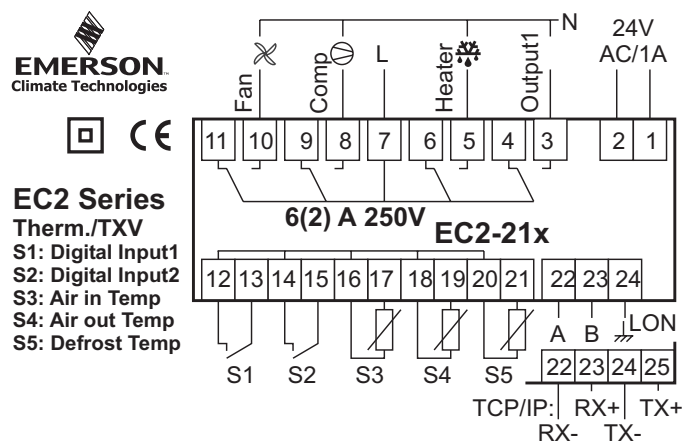 N
24V
AC/1A
Fan
Comp
L
Heater
Output1
EMERSON
Climate Technologies
CE
11 10 9 8 7 6 5 4 3 2 1
6(2) A 250V
EC2-21x
EC2 Series
Therm./TXV
S1: Digital Input1
S2: Digital Input2
S3: Air in Temp
S4: Air out Temp
S5: Defrost Temp
12 13 14 15 16 17 18 19 20 21 22 23 24
A B LON
S1 S2 S3 S4 S5
22 23 24 25
TCP/IP: RX+ TX+
RX- TX-